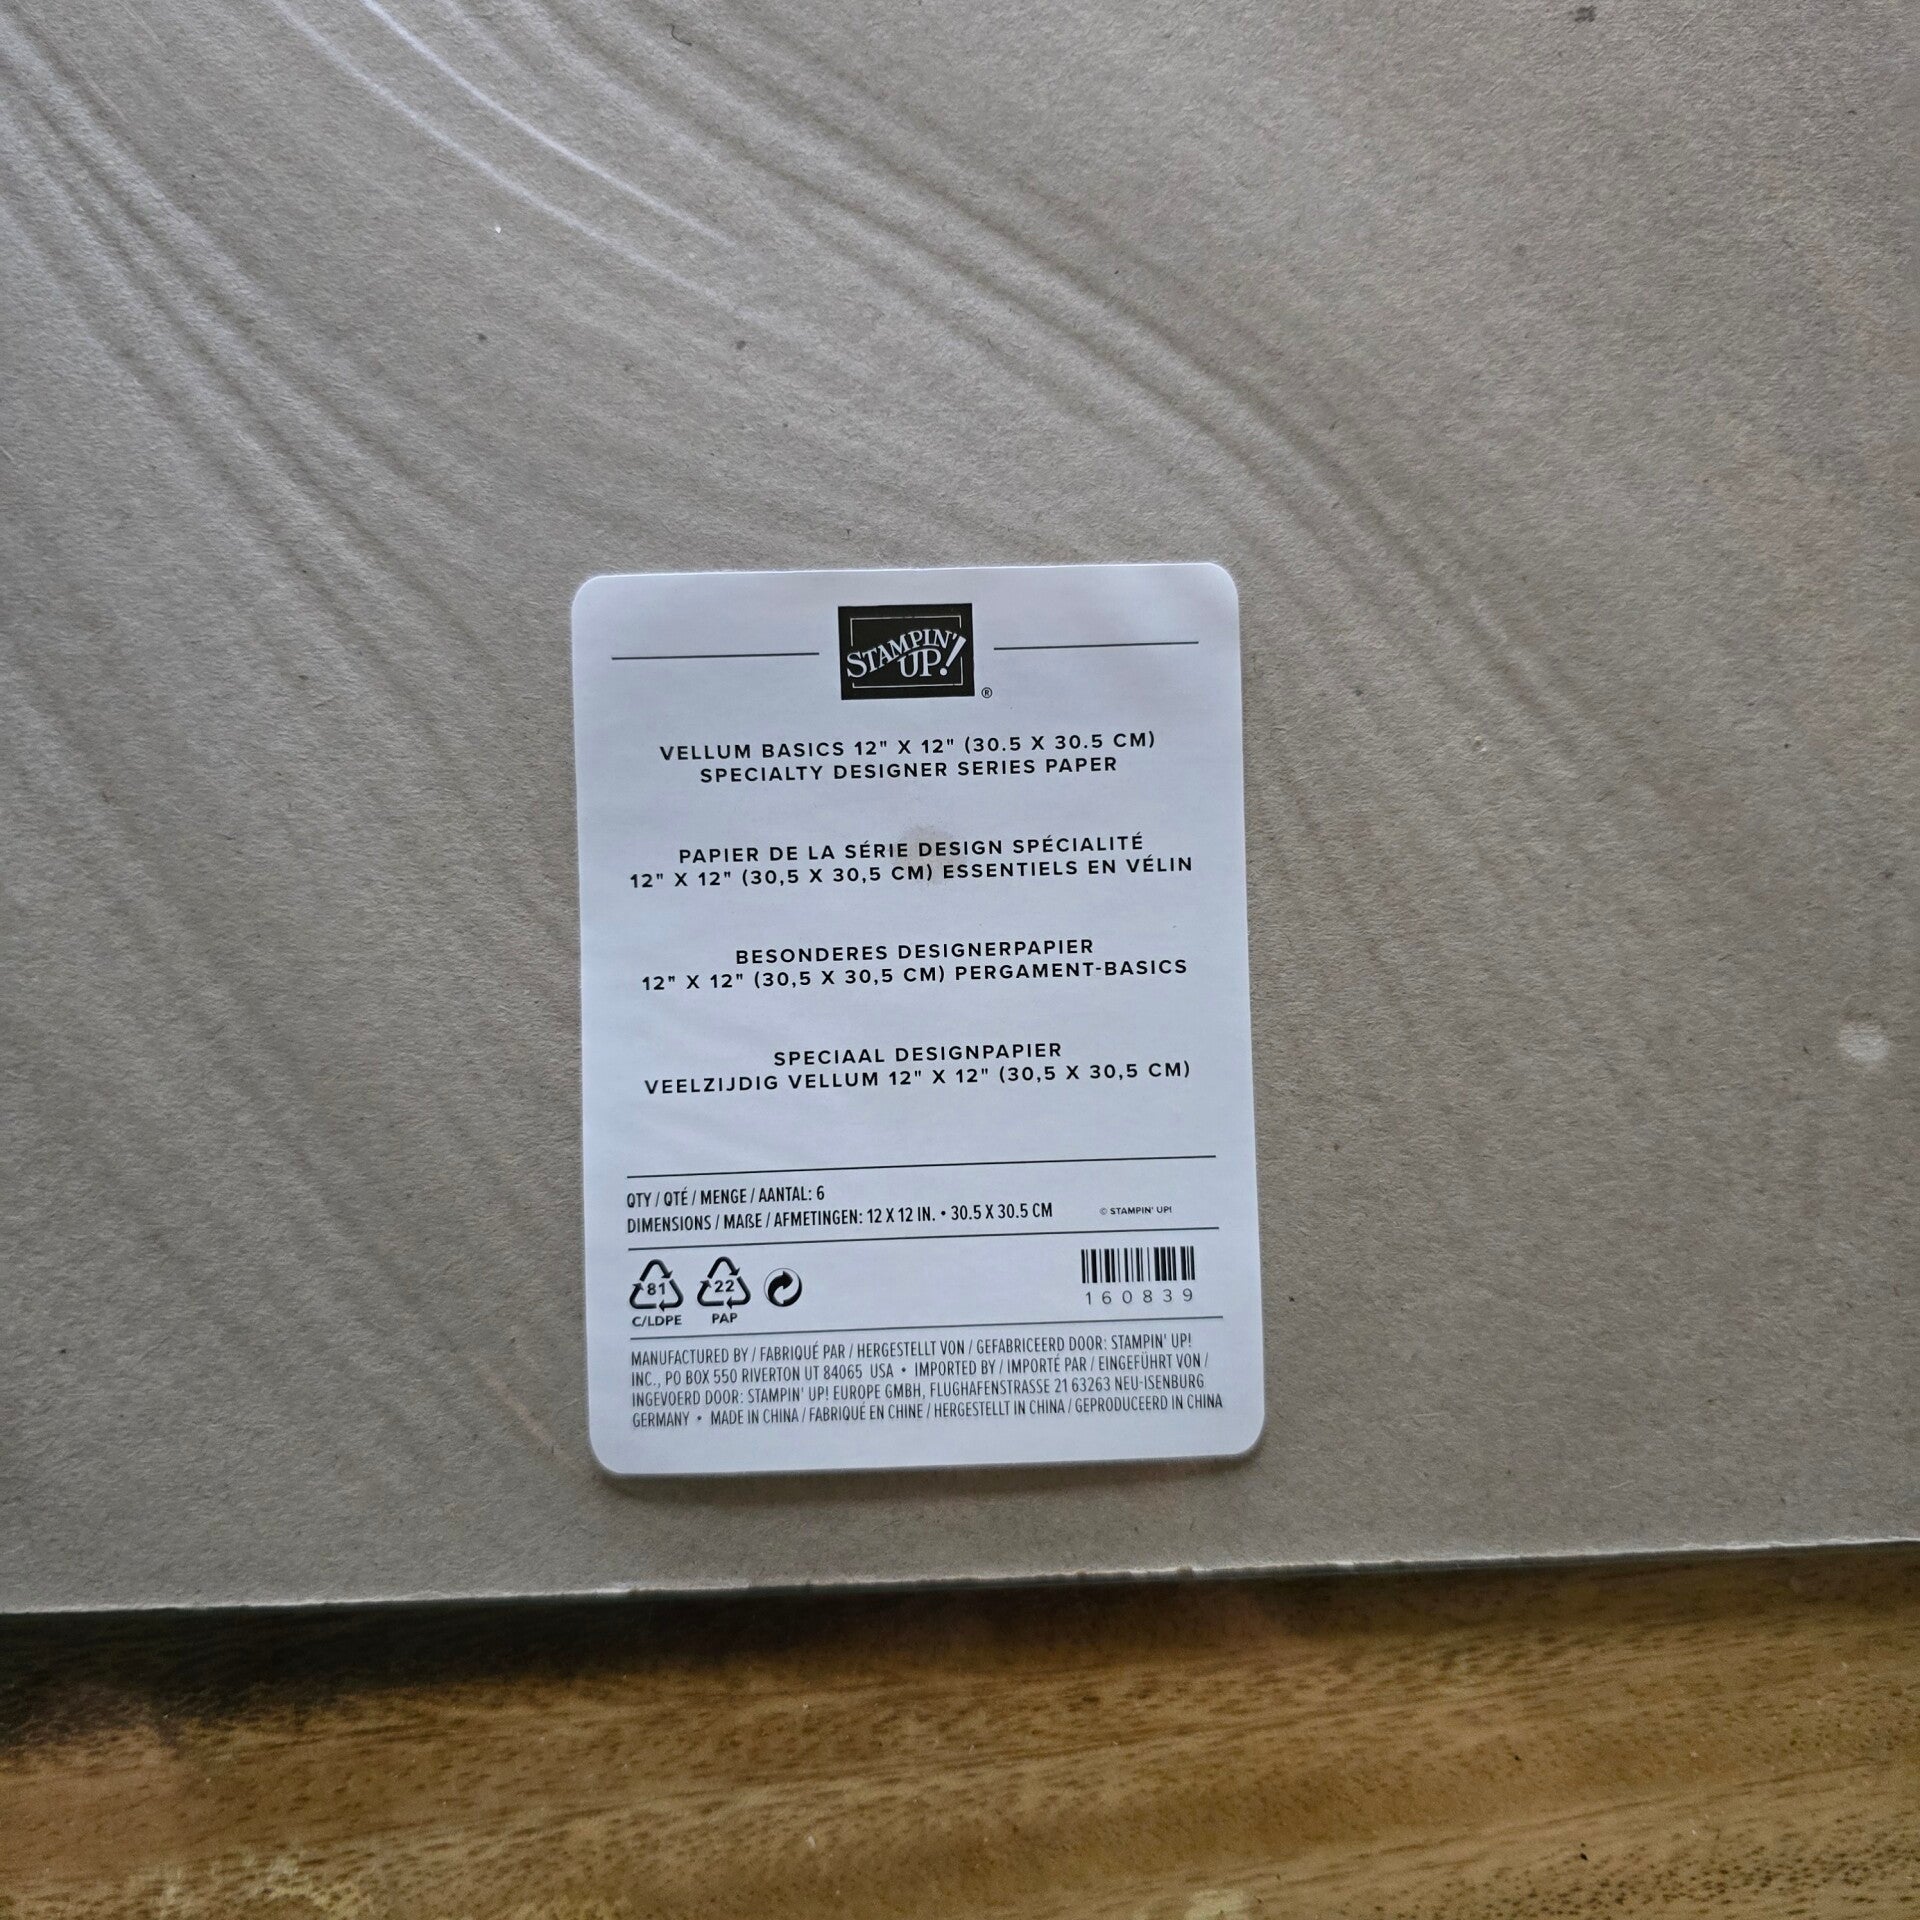 STAMPIN'
UP!
®
VELLUM BASICS 12" X 12" (30.5 X 30.5 CM)
SPECIALTY DESIGNER SERIES PAPER
PAPIER DE LA SÉRIE DESIGN SPÉCIALITÉ
12" X 12" (30,5 X 30,5 CM) ESSENTIELS EN VÉLIN
BESONDERES DESIGNERPAPIER
12" X 12" (30,5 X 30,5 CM) PERGAMENT-BASICS
SPECIAAL DESIGNPAPIER
VEELZIJDIG VELLUM 12" X 12" (30,5 X 30,5 CM)
QTY / QTÉ / MENGE / AANTAL: 6
DIMENSIONS / MAßE / AFMETINGEN: 12 X 12 IN. • 30.5 X 30.5 CM
© STAMPIN' UP!
81
C/LDPE
22
PAP
160839
MANUFACTURED BY / FABRIQUÉ PAR / HERGESTELLT VON / GEFABRICEERD DOOR: STAMPIN' UP!
INC., PO BOX 550 RIVERTON UT 84065 USA • IMPORTED BY / IMPORTÉ PAR / EINGEFÜHRT VON /
INGEVOERD DOOR: STAMPIN' UP! EUROPE GMBH, FLUGHAFENSTRASSE 21 63263 NEU-ISENBURG
GERMANY • MADE IN CHINA / FABRIQUÉ EN CHINE / HERGESTELLT IN CHINA / GEPRODUCEERD IN CHINA